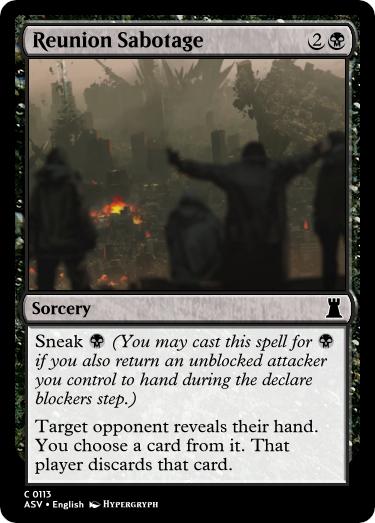 Reunion Sabotage 2
Sorcery
Sneak (You may cast this spell for
if you also return an unblocked attacker
you control to hand during the declare
blockers step.)
Target opponent reveals their hand.
You choose a card from it. That
player discards that card.
C 0113
ASV • English HYPERGRYPH